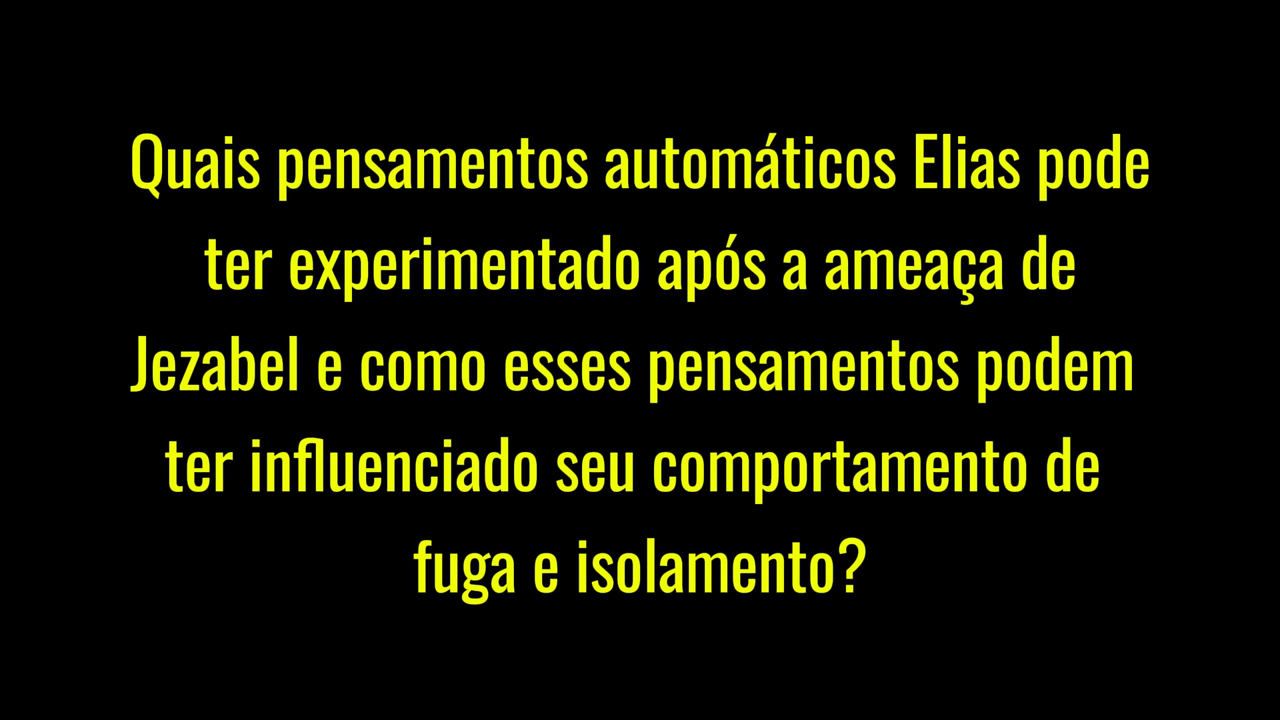 Quais pensamentos automáticos Elias pode
ter experimentado após a ameaça de
Jezabel e como esses pensamentos podem
ter influenciado seu comportamento de
fuga e isolamento?